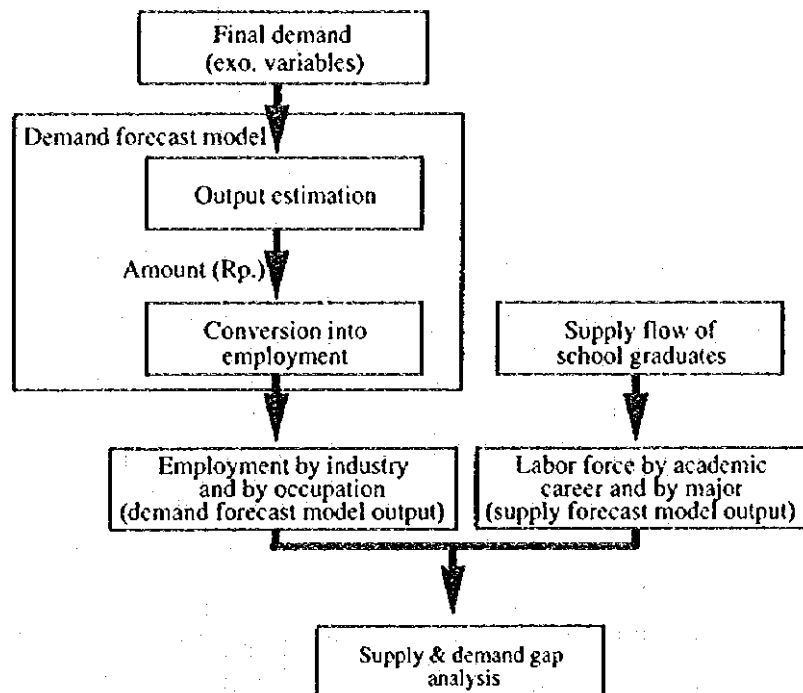 Final demand
(exo. variables)
Demand forecast model
Output estimation
Amount (Rp.)
Conversion into
employment
Supply flow of
school graduates
Employment by industry
and by occupation
(demand forecast model output)
Labor force by academic
career and by major
(supply forecast model output)
Supply & demand gap
analysis